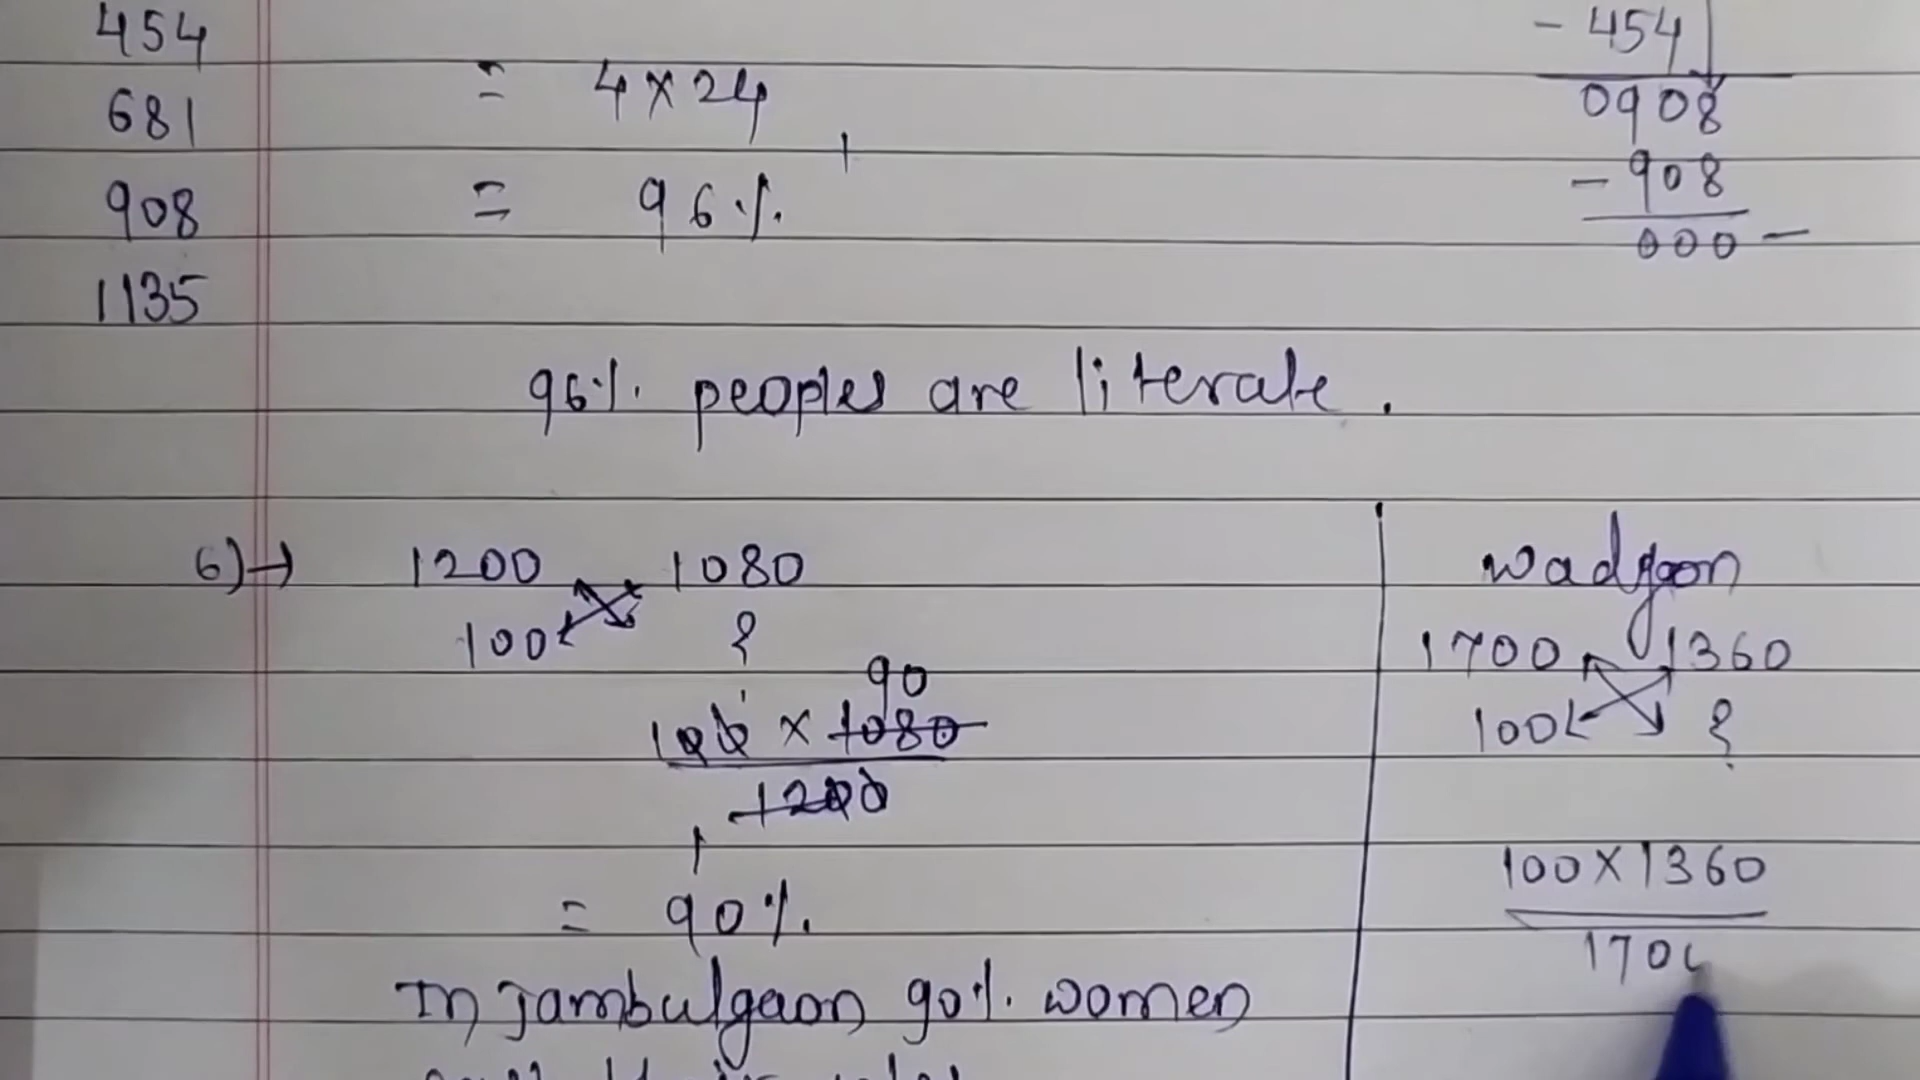 454
681
908
1135
= 4 × 24
= 96 %
96% peoples are literate.
- 454
0908
- 908
000
6) → 1200 1080
100 ?
90
100 × 1080
1200
= 90 %
In Jambulgaon 90% women
wadgaon
1700 1360
100 ?
100 × 1360
170